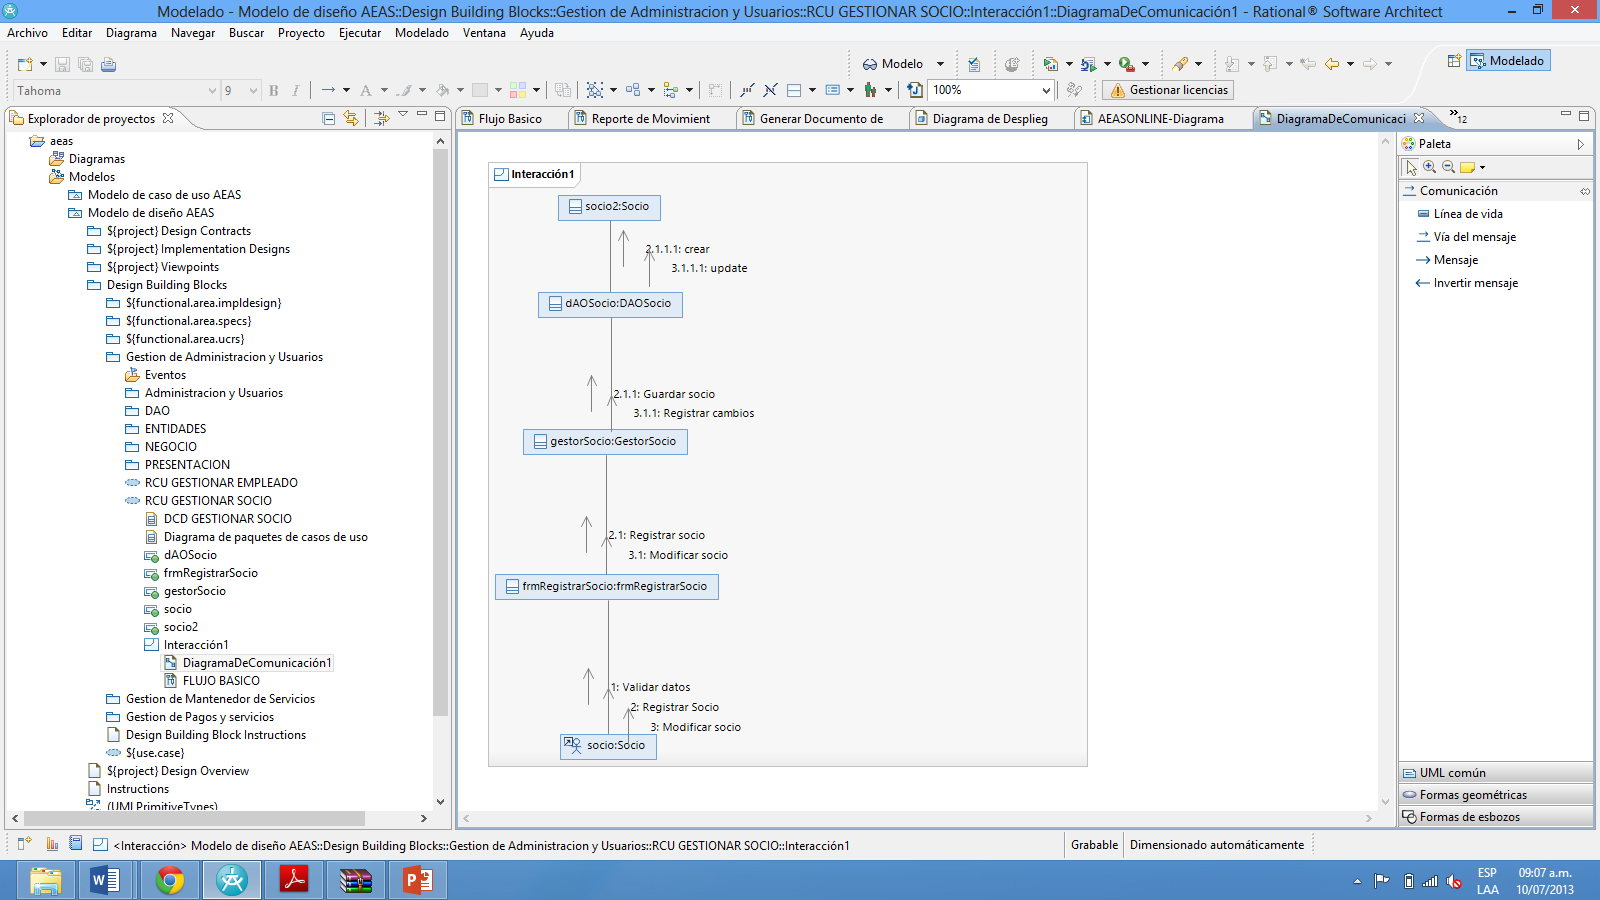 Modelado - Modelo de diseño AEAS::Design Building Blocks::Gestion de Administracion y Usuarios::RCU GESTIONAR SOCIO::Interacción1::DiagramaDeComunicación1 - Rational® Software Architect
Archivo Editar Diagrama Navegar Buscar Proyecto Ejecutar Modelado Ventana Ayuda
Modelo
Modelado
Tahoma 9 B I A 100% Gestionar licencias
Explorador de proyectos
Flujo Basico
Reporte de Movimient
Generar Documento de
Diagrama de Desplieg
AEASONLINE-Diagrama
DiagramaDeComunicaci
»12
aeas
Diagramas
Modelos
Modelo de caso de uso AEAS
Modelo de diseño AEAS
${project} Design Contracts
${project} Implementation Designs
${project} Viewpoints
Design Building Blocks
${functional.area.impldesign}
${functional.area.specs}
${functional.area.ucrs}
Gestion de Administracion y Usuarios
Eventos
Administracion y Usuarios
DAO
ENTIDADES
NEGOCIO
PRESENTACION
RCU GESTIONAR EMPLEADO
RCU GESTIONAR SOCIO
DCD GESTIONAR SOCIO
Diagrama de paquetes de casos de uso
dAOSocio
frmRegistrarSocio
gestorSocio
socio
socio2
Interacción1
DiagramaDeComunicación1
FLUJO BASICO
Gestion de Mantenedor de Servicios
Gestion de Pagos y servicios
Design Building Block Instructions
${use.case}
${project} Design Overview
Instructions
(UMLPrimitiveTypes)
Interacción1
socio2:Socio
2.1.1.1: crear
3.1.1.1: update
dAOSocio:DAOSocio
2.1.1: Guardar socio
3.1.1: Registrar cambios
gestorSocio:GestorSocio
2.1: Registrar socio
3.1: Modificar socio
frmRegistrarSocio:frmRegistrarSocio
1: Validar datos
2: Registrar Socio
3: Modificar socio
socio:Socio
Paleta
Comunicación
Línea de vida
Vía del mensaje
Mensaje
Invertir mensaje
UML común
Formas geométricas
Formas de esbozos
<Interacción> Modelo de diseño AEAS::Design Building Blocks::Gestion de Administracion y Usuarios::RCU GESTIONAR SOCIO::Interacción1
Grabable
Dimensionado automáticamente
ESP 09:07 a.m.
LAA 10/07/2013